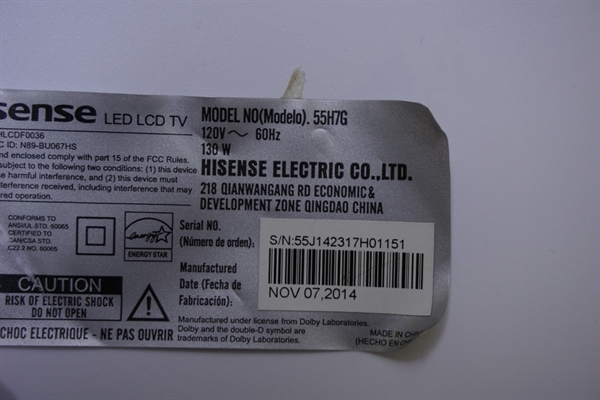 sense LED LCD TV
HLCDF0036
C ID: N89-BU067HS
and enclosed comply with part 15 of the FCC Rules.
subject to the following two conditions: (1) this device
se harmful interference, and (2) this device must
nterference received, including interference that may
red operation.
MODEL NO(Modelo). 55H7G
120V～ 60Hz
130 W
HISENSE ELECTRIC CO.,LTD.
218 QIANWANGANG RD ECONOMIC &
DEVELOPMENT ZONE QINGDAO CHINA
CONFORMS TO
ANSI/UL STD. 60065
CERTIFIED TO
CAN/CSA STD.
C22.2 NO. 60065
energy
ENERGY STAR
Serial NO.
(Número de orden):
S/N:55J142317H01151
Manufactured
Date (Fecha de
Fabricación):
NOV 07,2014
CAUTION
RISK OF ELECTRIC SHOCK
DO NOT OPEN
CHOC ELECTRIQUE - NE PAS OUVRIR
Manufactured under license from Dolby Laboratories.
Dolby and the double-D symbol are
trademarks of Dolby Laboratories.
MADE IN CHI
(HECHO EN CHI